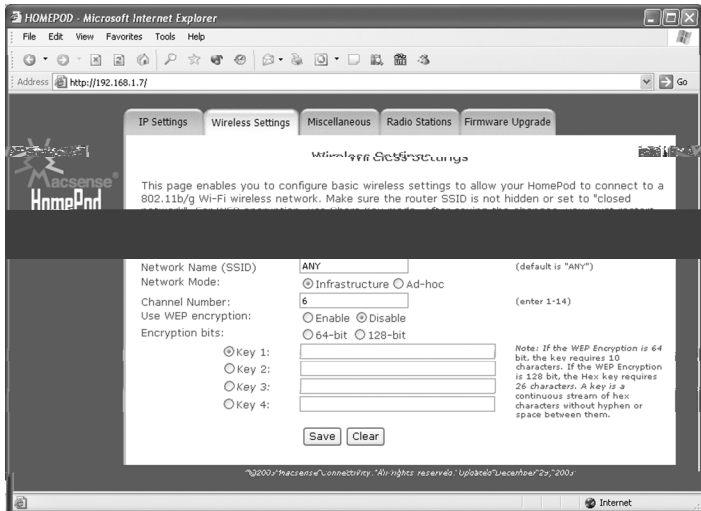 HOMEPOD - Microsoft Internet Explorer
File Edit View Favorites Tools Help
Address http://192.168.1.7/ Go
IP Settings Wireless Settings Miscellaneous Radio Stations Firmware Upgrade
Macsense
HomePod
This page enables you to configure basic wireless settings to allow your HomePod to connect to a
802.11b/g Wi-Fi wireless network. Make sure the router SSID is not hidden or set to "closed
Network Name (SSID) ANY (default is "ANY")
Network Mode: Infrastructure Ad-hoc
Channel Number: 6 (enter 1-14)
Use WEP encryption: Enable Disable
Encryption bits: 64-bit 128-bit
Key 1:
Key 2:
Key 3:
Key 4:
Note: If the WEP Encryption is 64
bit, the key requires 10
characters. If the WEP Encryption
is 128 bit, the Hex key requires
26 characters. A key is a
continuous stream of hex
characters without hyphen or
space between them.
Save Clear
Internet